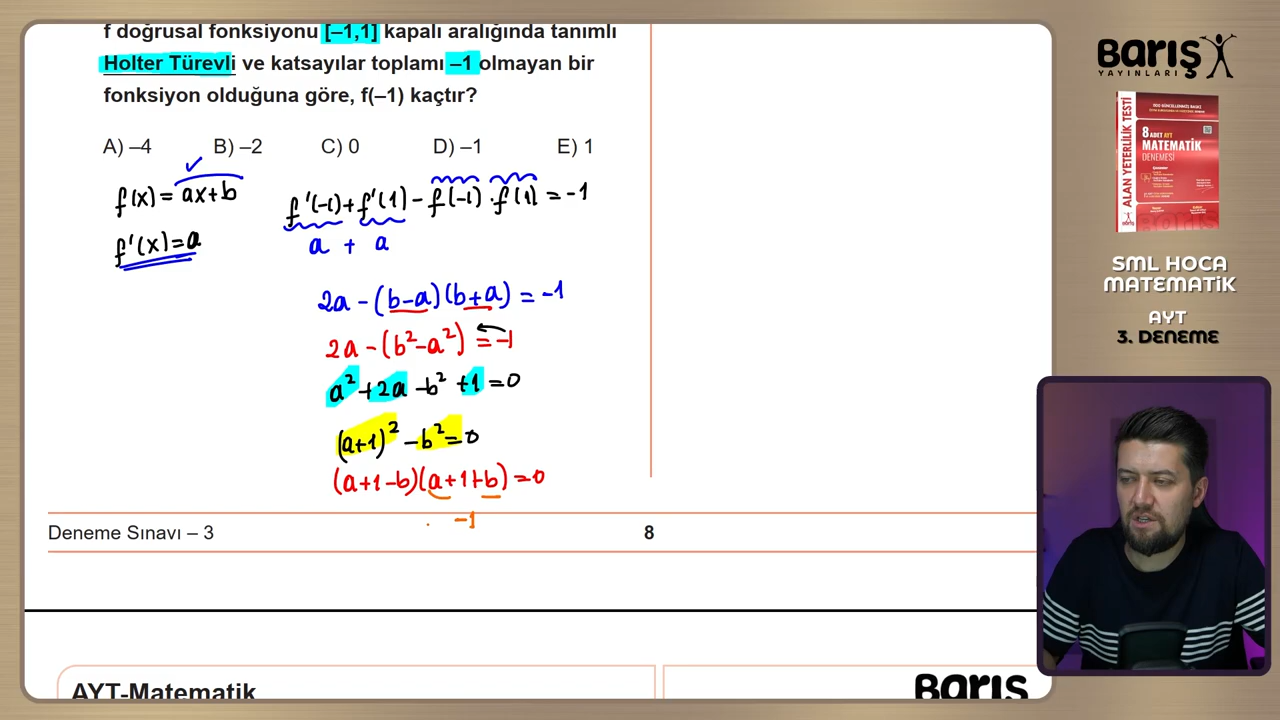 f doğrusal fonksiyonu [–1,1] kapalı aralığında tanımlı
Holter Türevli ve katsayılar toplamı –1 olmayan bir
fonksiyon olduğuna göre, f(–1) kaçtır?
A) –4 B) –2 C) 0 D) –1 E) 1
f(x)=ax+b
f'(x)=a
f'(-1)+f'(1)-f(-1).f(1)=-1
a + a
2a-(b-a)(b+a)=-1
2a-(b²-a²)=-1
a²+2a-b²+1=0
(a+1)²-b²=0
(a+1-b)(a+1+b)=0
-1
Deneme Sınavı – 3
8
AYT-Matematik
Barış
Barış
YAYINLARI
ALAN YETERLİLİK TESTİ
8 ADET AYT
MATEMATİK
DENEMESİ
Barış
SML HOCA
MATEMATİK
AYT
3. DENEME